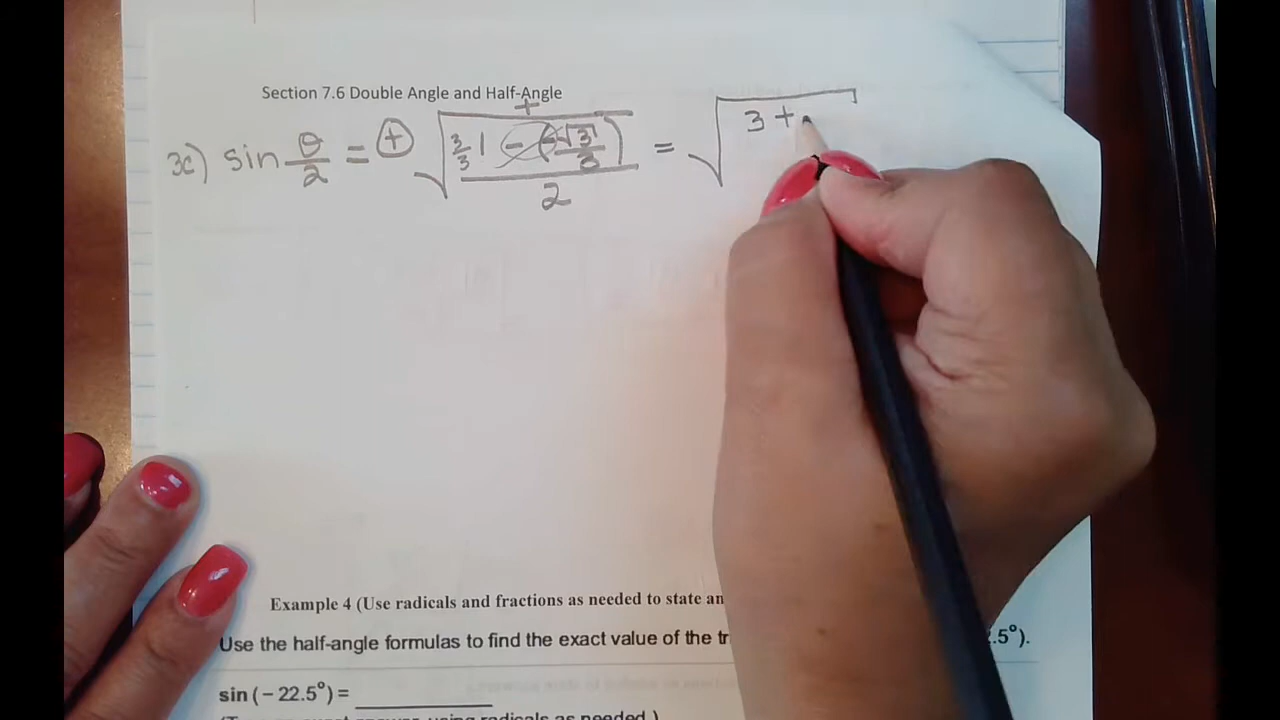 Section 7.6 Double Angle and Half-Angle
3c) sin θ/2 = + √((3/3 1 - (-√3/3))/2) = √(3 +
Example 4 (Use radicals and fractions as needed to state an
Use the half-angle formulas to find the exact value of the tr .5°).
sin (− 22.5°) =